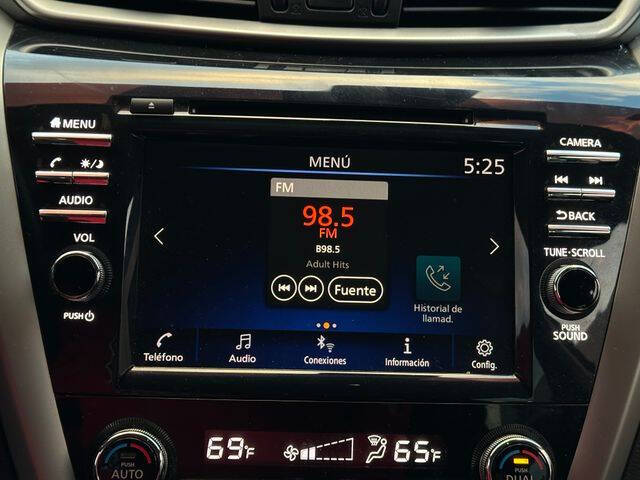 MENU
CAMERA
MENÚ
5:25
FM
AUDIO
98.5
FM
BACK
B98.5
VOL
TUNE·SCROLL
Adult Hits
Fuente
Historial de
llamad.
PUSH
PUSH
SOUND
Teléfono
Audio
Conexiones
Información
Config.
69°F
65°F
PUSH
AUTO
PUSH
DUAL